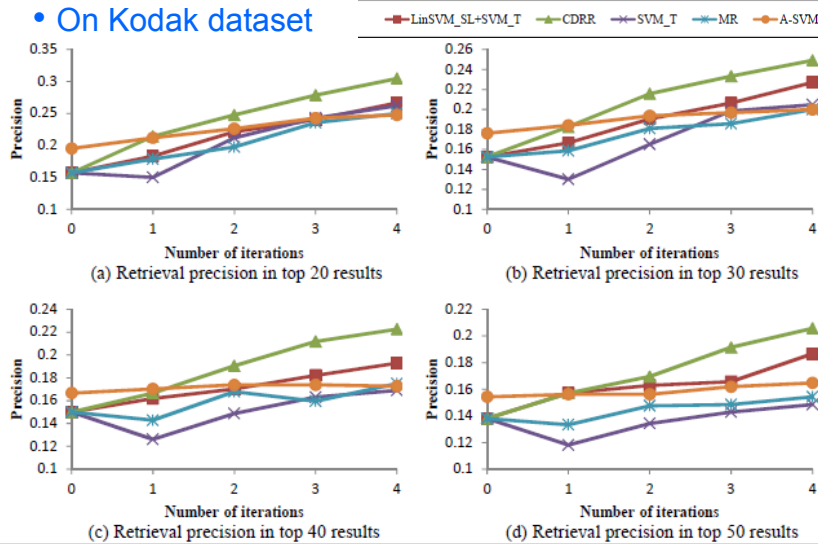 • On Kodak dataset
LinSVM_SL+SVM_T CDRR SVM_T MR A-SVM
0.35
0.3
0.25
0.2
0.15
0.1
Precision
0 1 2 3 4
Number of iterations
(a) Retrieval precision in top 20 results
0.26
0.24
0.22
0.2
0.18
0.16
0.14
0.12
0.1
Precision
0 1 2 3 4
Number of iterations
(b) Retrieval precision in top 30 results
0.24
0.22
0.2
0.18
0.16
0.14
0.12
0.1
Precision
0 1 2 3 4
Number of iterations
(c) Retrieval precision in top 40 results
0.22
0.2
0.18
0.16
0.14
0.12
0.1
Precision
0 1 2 3 4
Number of iterations
(d) Retrieval precision in top 50 results